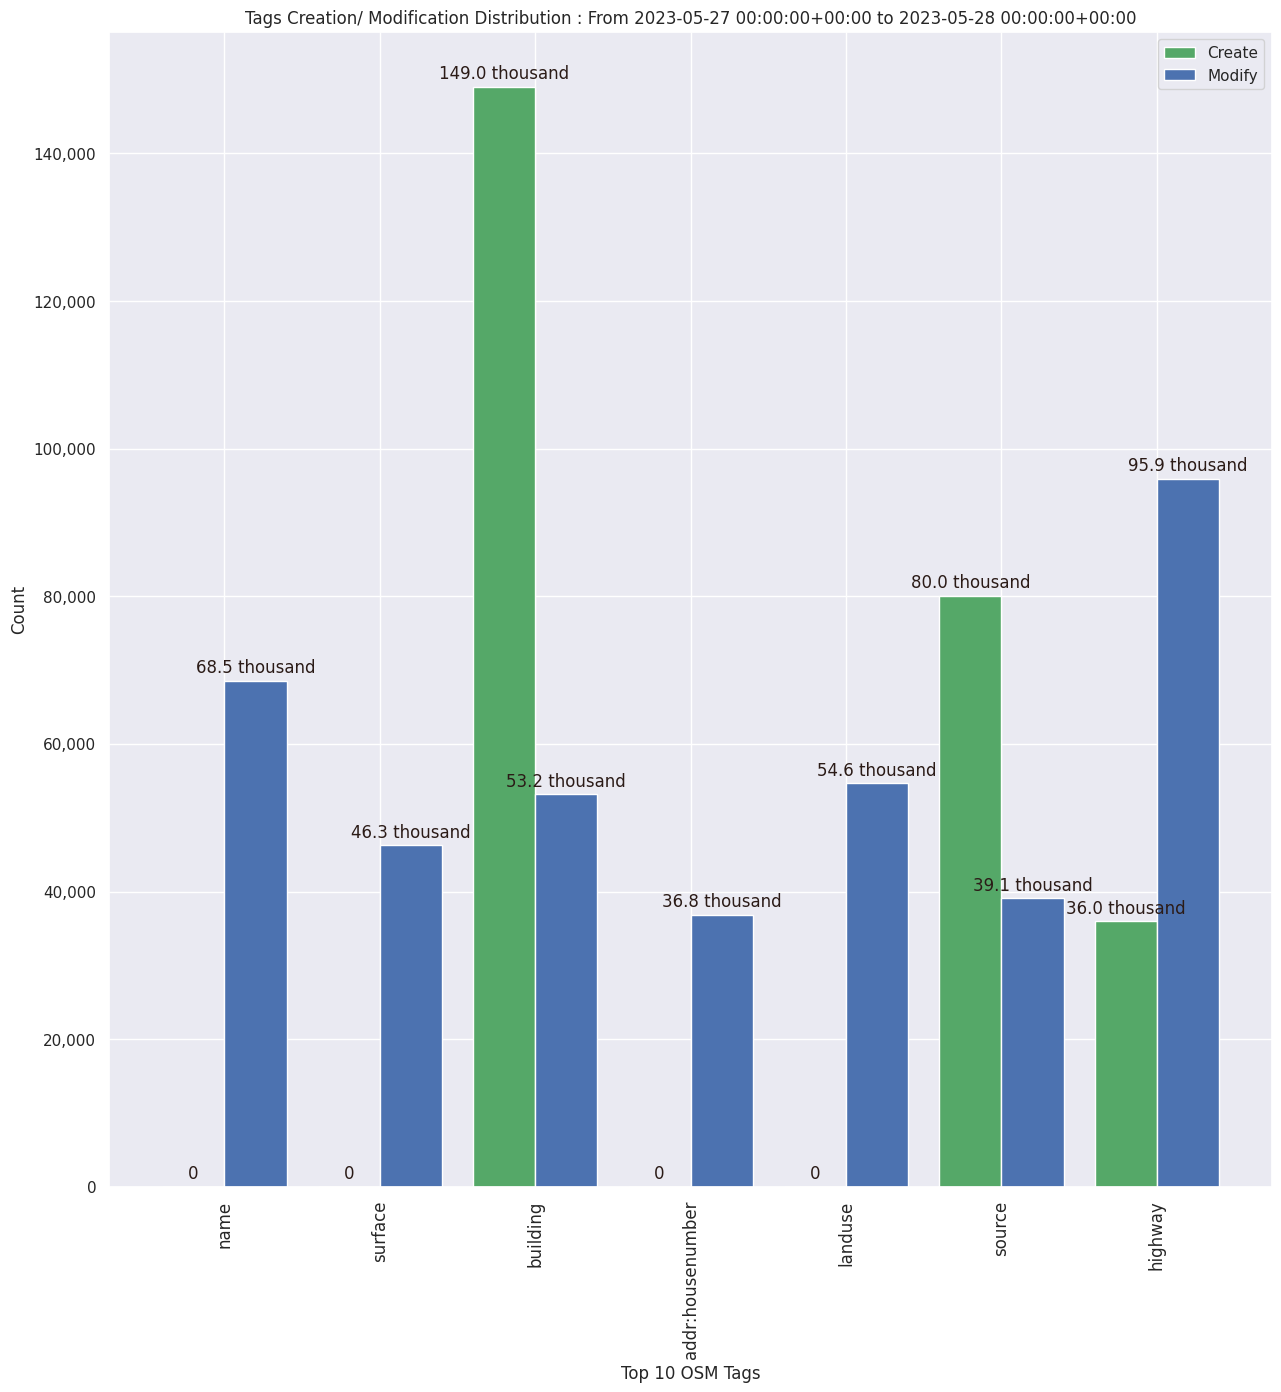 Tags Creation/ Modification Distribution : From 2023-05-27 00:00:00+00:00 to 2023-05-28 00:00:00+00:00
Create
Modify
149.0 thousand
140,000
120,000
100,000
95.9 thousand
80,000
80.0 thousand
Count
68.5 thousand
60,000
54.6 thousand
53.2 thousand
46.3 thousand
40,000
39.1 thousand
36.8 thousand
36.0 thousand
20,000
0
0
0
0
0
name
surface
building
addr:housenumber
landuse
source
highway
Top 10 OSM Tags